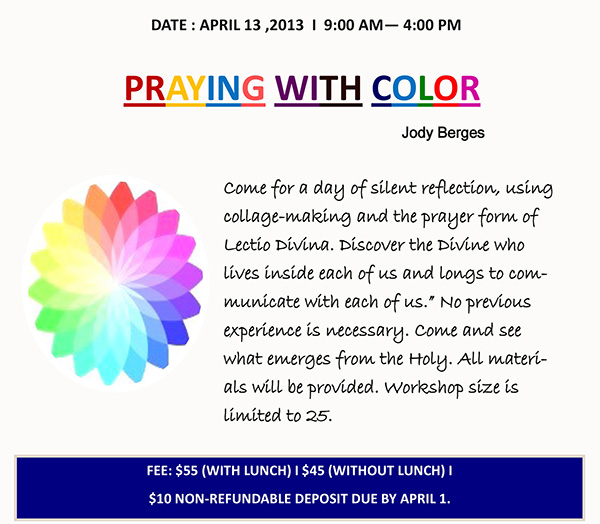 DATE : APRIL 13 ,2013 I 9:00 AM— 4:00 PM
PRAYING WITH COLOR
Jody Berges
Come for a day of silent reflection, using
collage-making and the prayer form of
Lectio Divina. Discover the Divine who
lives inside each of us and longs to com-
municate with each of us.” No previous
experience is necessary. Come and see
what emerges from the Holy. All materi-
als will be provided. Workshop size is
limited to 25.
FEE: $55 (WITH LUNCH) I $45 (WITHOUT LUNCH) I
$10 NON-REFUNDABLE DEPOSIT DUE BY APRIL 1.